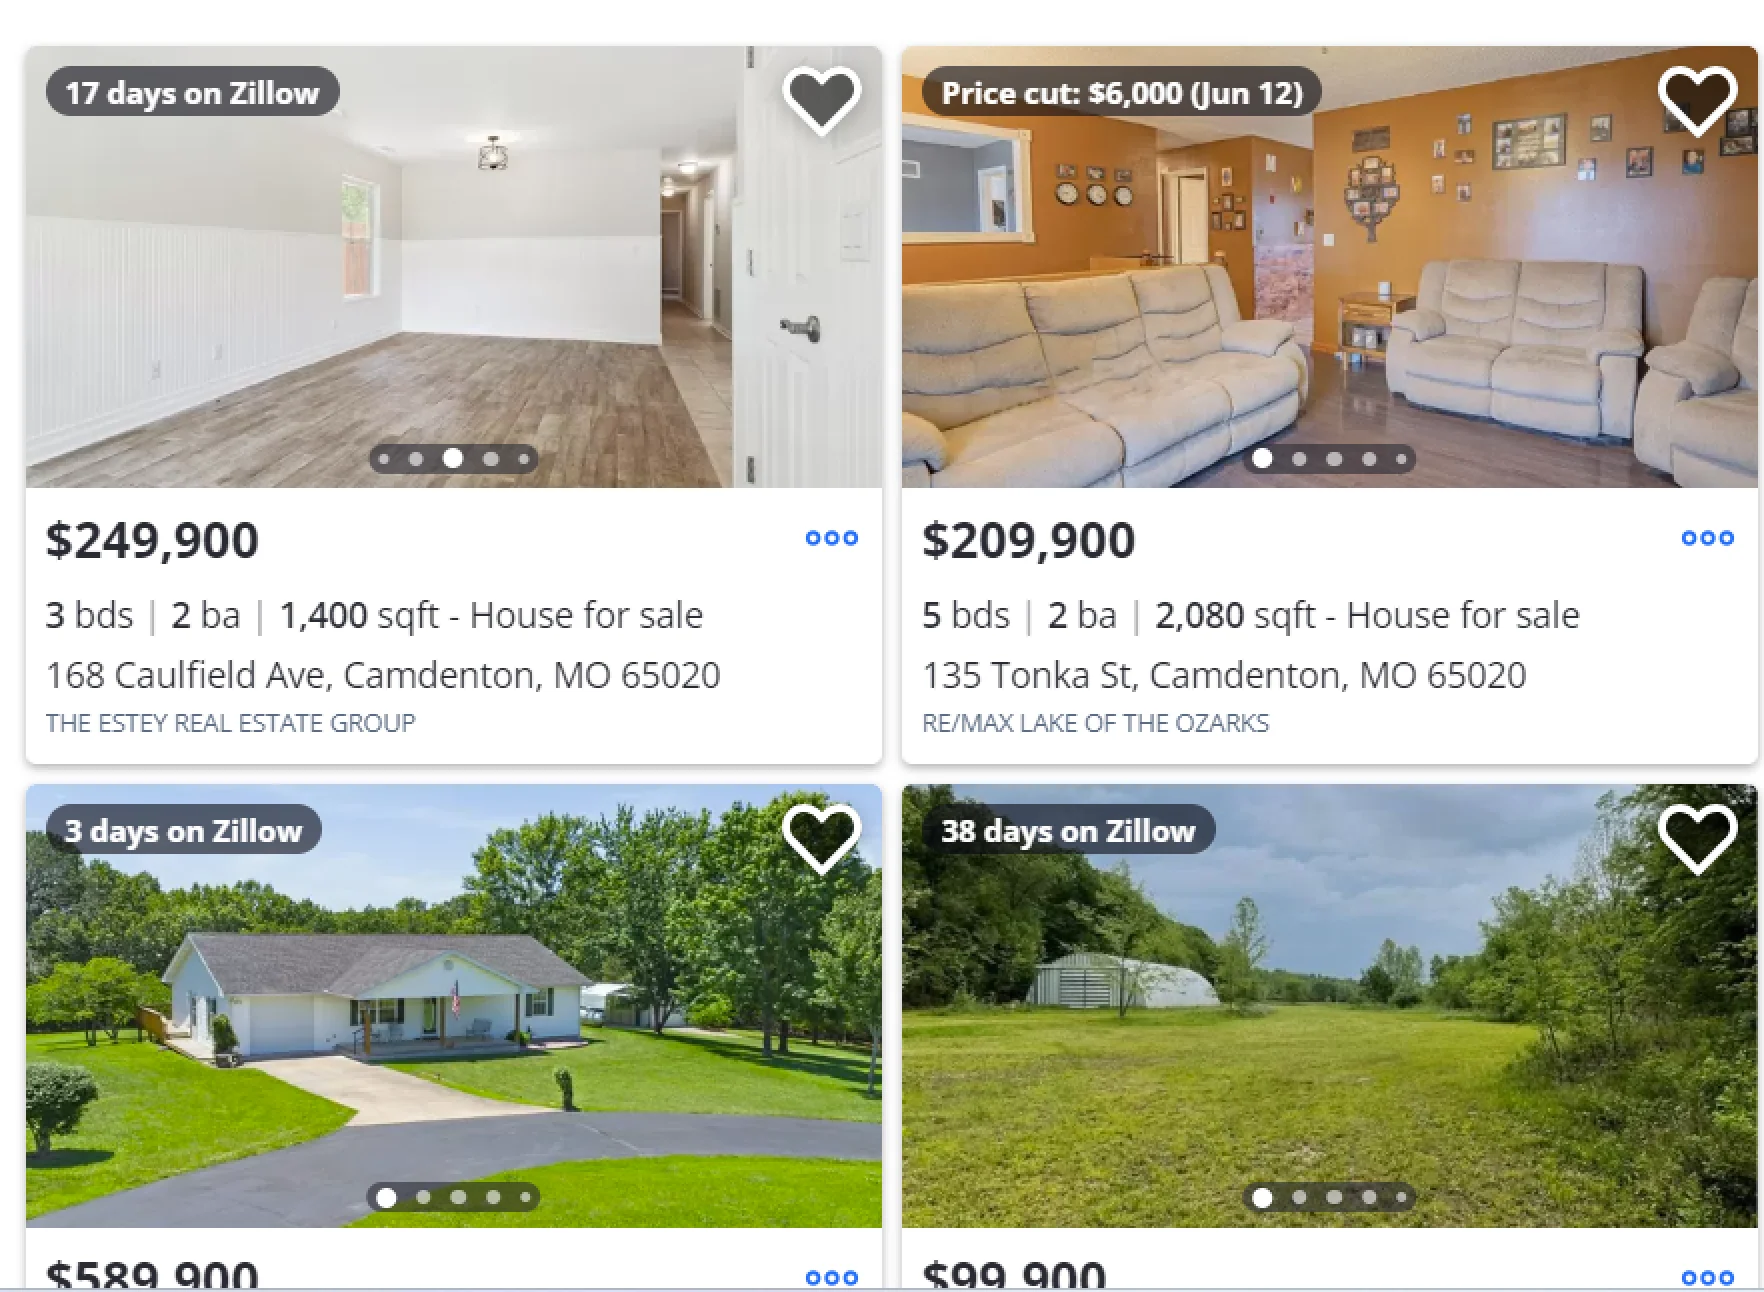 17 days on Zillow
$249,900
3 bds | 2 ba | 1,400 sqft - House for sale
168 Caulfield Ave, Camdenton, MO 65020
THE ESTEY REAL ESTATE GROUP
Price cut: $6,000 (Jun 12)
$209,900
5 bds | 2 ba | 2,080 sqft - House for sale
135 Tonka St, Camdenton, MO 65020
RE/MAX LAKE OF THE OZARKS
3 days on Zillow
$589,900
38 days on Zillow
$99,900